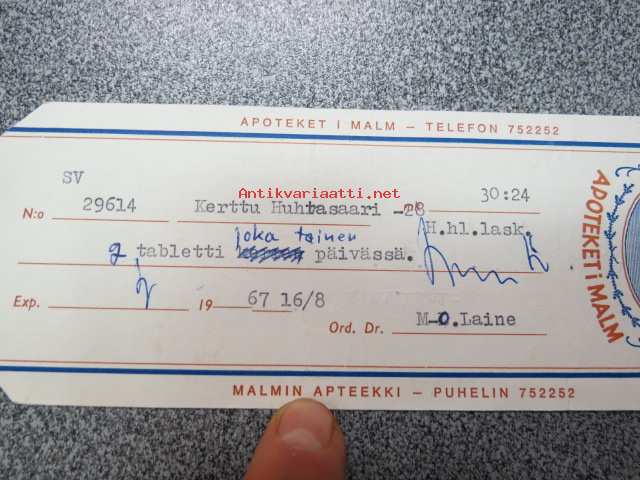 APOTEKET I MALM — TELEFON 752252
SV
N:o 29614 Kerttu Huhtasaari -28 mk 30:24
Antikvariaatti.net
joka toinen H.hl.lask.
tabletti päivässä.
Exp. 19 67 16/8
Ord. Dr. M-O.Laine
MALMIN APTEEKKI — PUHELIN 752252
APOTEKET i MALM